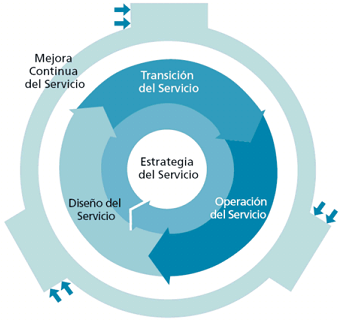 Mejora
Continua
del Servicio
Transición
del Servicio
Estrategia
del Servicio
Diseño del
Servicio
Operación
del Servicio